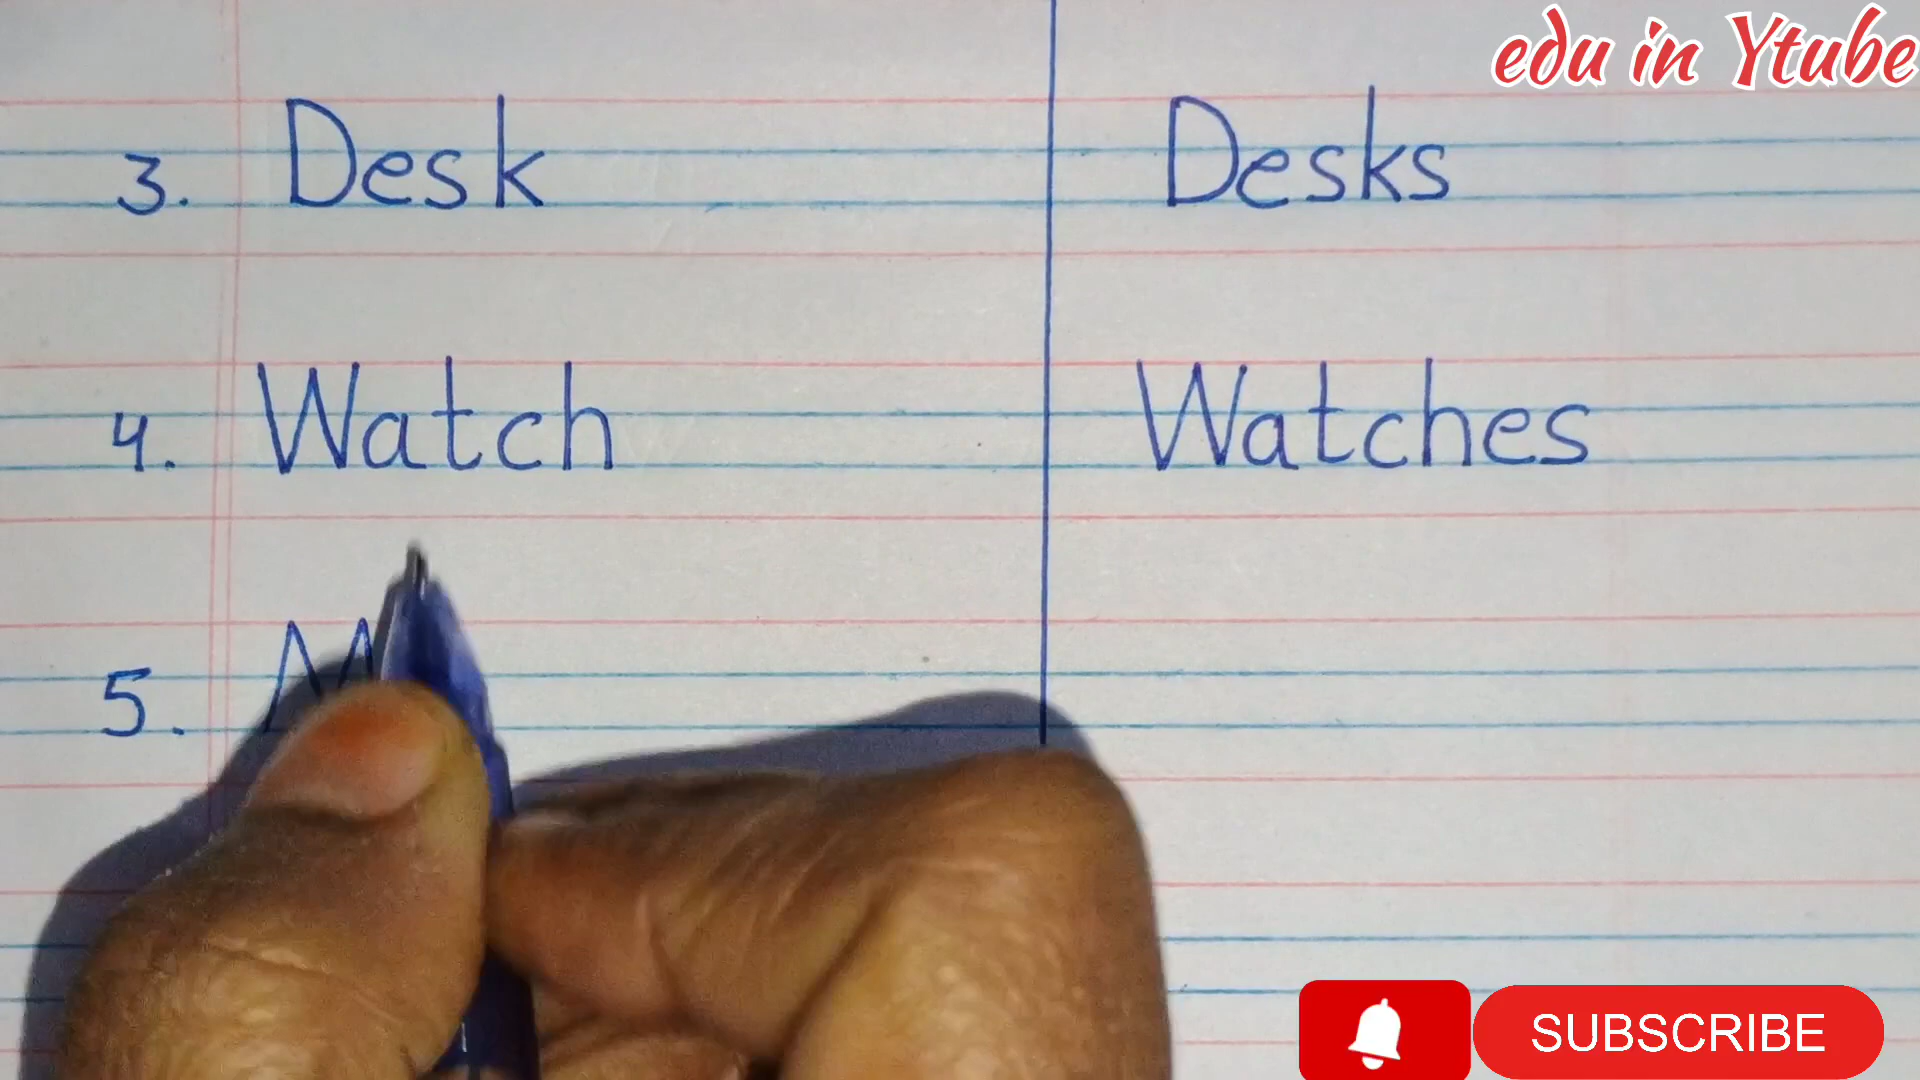 edu in Ytube
3. Desk Desks
4. Watch Watches
5. M
SUBSCRIBE